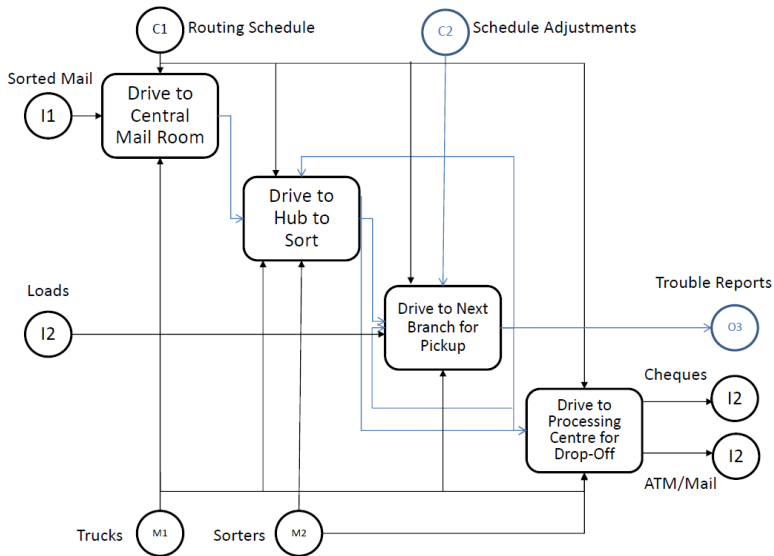 C1
Routing Schedule
C2
Schedule Adjustments
Sorted Mail
I1
Drive to
Central
Mail Room
Drive to
Hub to
Sort
Loads
I2
Drive to Next
Branch for
Pickup
Trouble Reports
O3
Cheques
I2
Drive to
Processing
Centre for
Drop-Off
I2
ATM/Mail
Trucks
M1
Sorters
M2